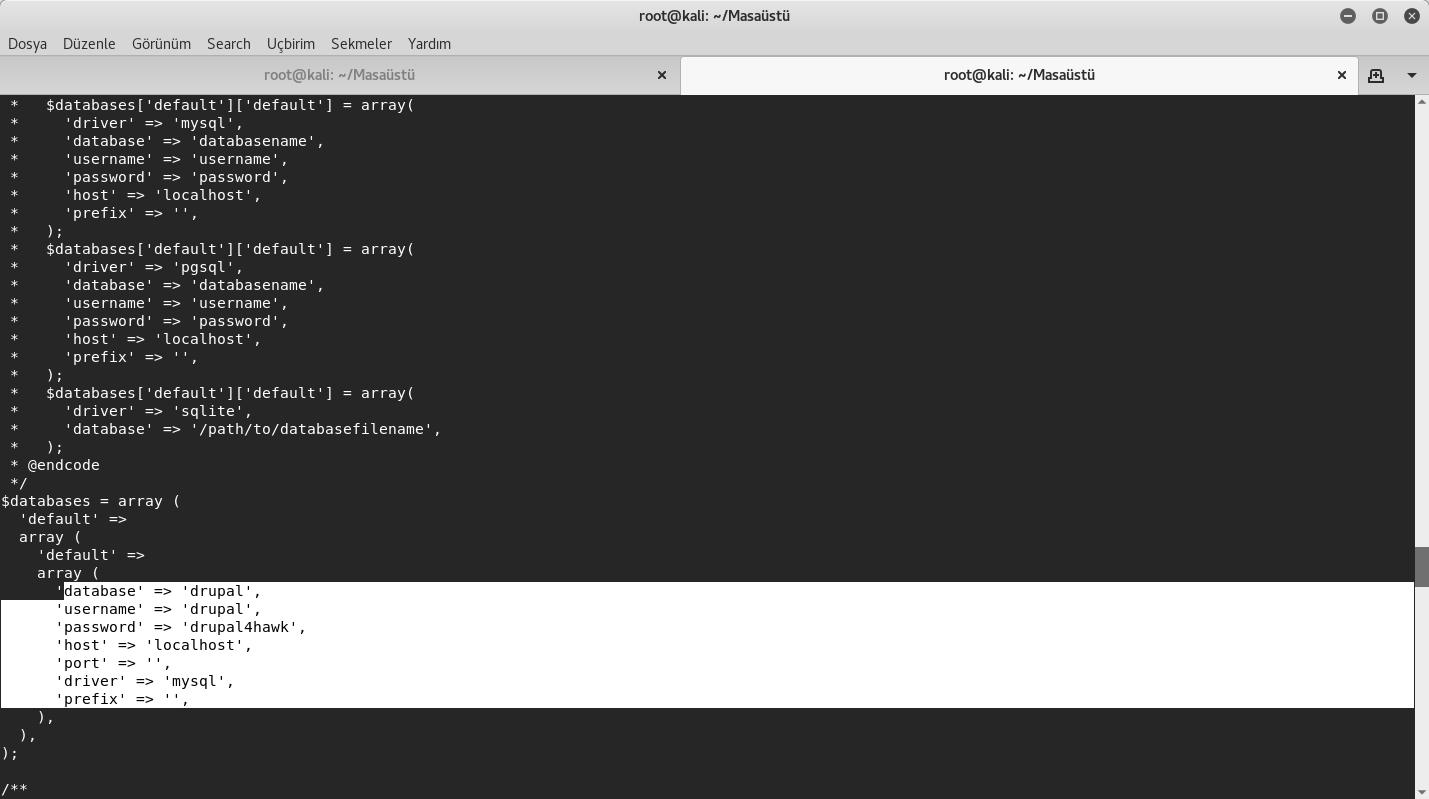 root@kali: ~/Masaüstü
Dosya Düzenle Görünüm Search Uçbirim Sekmeler Yardım
root@kali: ~/Masaüstü root@kali: ~/Masaüstü
 *   $databases['default']['default'] = array(
 *     'driver' => 'mysql',
 *     'database' => 'databasename',
 *     'username' => 'username',
 *     'password' => 'password',
 *     'host' => 'localhost',
 *     'prefix' => '',
 *   );
 *   $databases['default']['default'] = array(
 *     'driver' => 'pgsql',
 *     'database' => 'databasename',
 *     'username' => 'username',
 *     'password' => 'password',
 *     'host' => 'localhost',
 *     'prefix' => '',
 *   );
 *   $databases['default']['default'] = array(
 *     'driver' => 'sqlite',
 *     'database' => '/path/to/databasefilename',
 *   );
 * @endcode
 */
$databases = array (
  'default' =>
  array (
    'default' =>
    array (
      'database' => 'drupal',
      'username' => 'drupal',
      'password' => 'drupal4hawk',
      'host' => 'localhost',
      'port' => '',
      'driver' => 'mysql',
      'prefix' => '',
    ),
  ),
);
/**